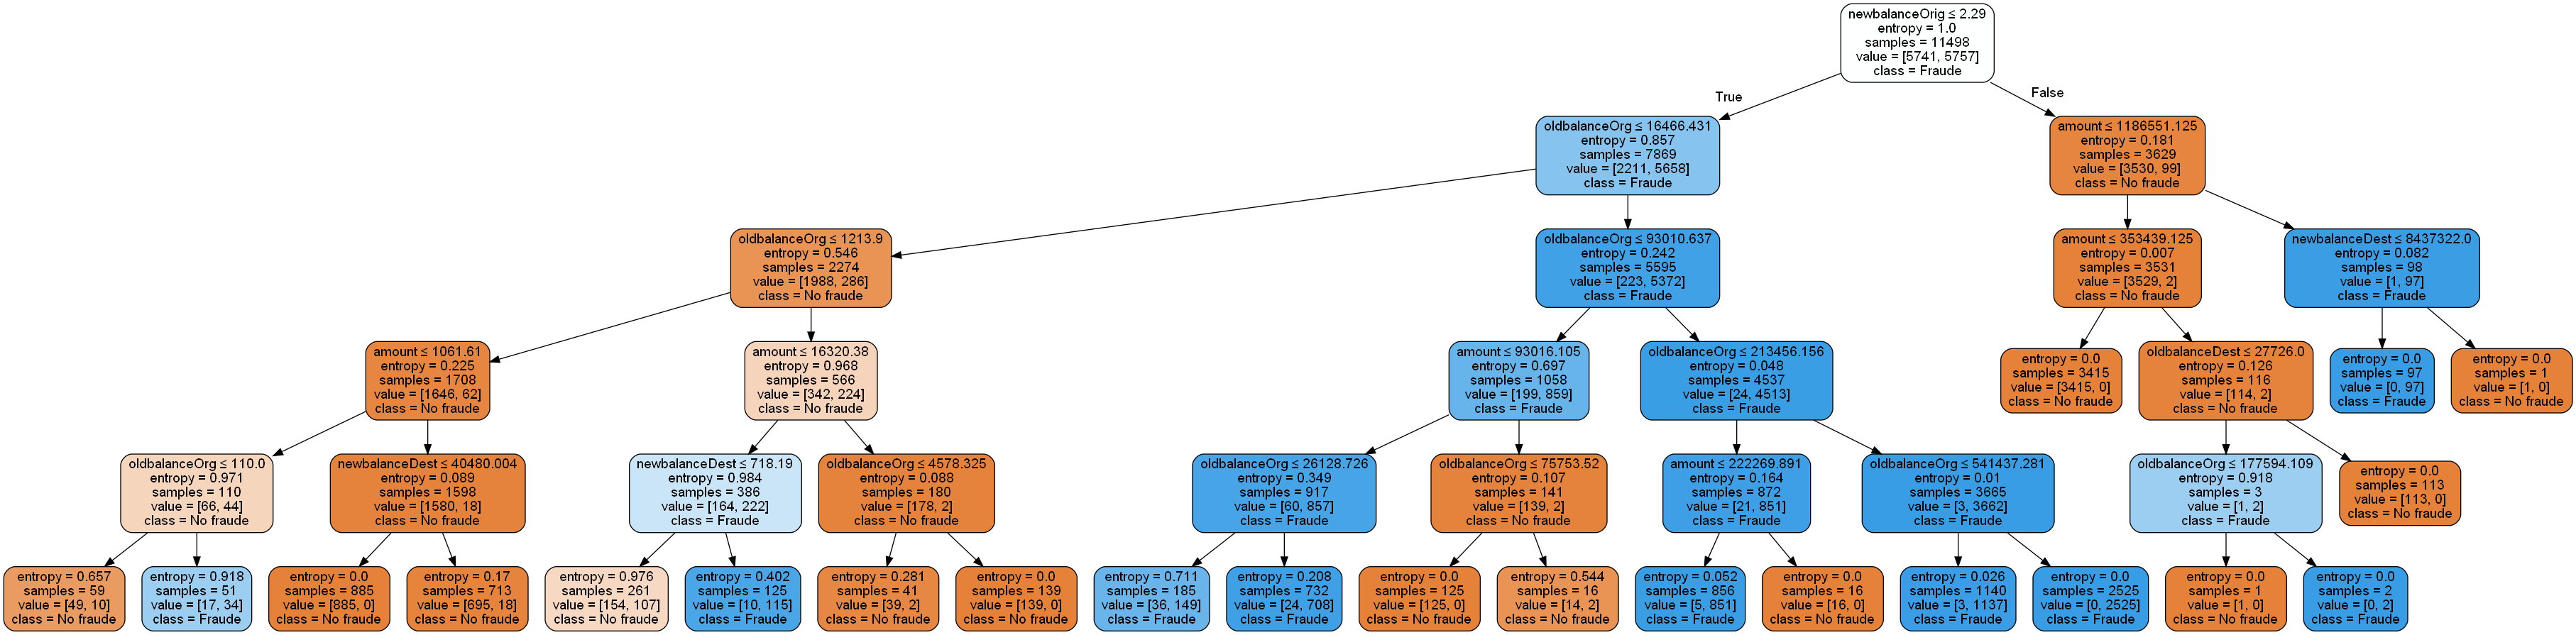 newbalanceOrig ≤ 2.29
entropy = 1.0
samples = 11498
value = [5741, 5757]
class = Fraude
True
False
oldbalanceOrg ≤ 16466.431
entropy = 0.857
samples = 7869
value = [2211, 5658]
class = Fraude
amount ≤ 1186551.125
entropy = 0.181
samples = 3629
value = [3530, 99]
class = No fraude
oldbalanceOrg ≤ 1213.9
entropy = 0.546
samples = 2274
value = [1988, 286]
class = No fraude
oldbalanceOrg ≤ 93010.637
entropy = 0.242
samples = 5595
value = [223, 5372]
class = Fraude
amount ≤ 353439.125
entropy = 0.007
samples = 3531
value = [3529, 2]
class = No fraude
newbalanceDest ≤ 8437322.0
entropy = 0.082
samples = 98
value = [1, 97]
class = Fraude
amount ≤ 1061.61
entropy = 0.225
samples = 1708
value = [1646, 62]
class = No fraude
amount ≤ 16320.38
entropy = 0.968
samples = 566
value = [342, 224]
class = No fraude
amount ≤ 93016.105
entropy = 0.697
samples = 1058
value = [199, 859]
class = Fraude
oldbalanceOrg ≤ 213456.156
entropy = 0.048
samples = 4537
value = [24, 4513]
class = Fraude
entropy = 0.0
samples = 3415
value = [3415, 0]
class = No fraude
oldbalanceDest ≤ 27726.0
entropy = 0.126
samples = 116
value = [114, 2]
class = No fraude
entropy = 0.0
samples = 97
value = [0, 97]
class = Fraude
entropy = 0.0
samples = 1
value = [1, 0]
class = No fraude
oldbalanceOrg ≤ 110.0
entropy = 0.971
samples = 110
value = [66, 44]
class = No fraude
newbalanceDest ≤ 40480.004
entropy = 0.089
samples = 1598
value = [1580, 18]
class = No fraude
newbalanceDest ≤ 718.19
entropy = 0.984
samples = 386
value = [164, 222]
class = Fraude
oldbalanceOrg ≤ 4578.325
entropy = 0.088
samples = 180
value = [178, 2]
class = No fraude
oldbalanceOrg ≤ 26128.726
entropy = 0.349
samples = 917
value = [60, 857]
class = Fraude
oldbalanceOrg ≤ 75753.52
entropy = 0.107
samples = 141
value = [139, 2]
class = No fraude
amount ≤ 222269.891
entropy = 0.164
samples = 872
value = [21, 851]
class = Fraude
oldbalanceOrg ≤ 541437.281
entropy = 0.01
samples = 3665
value = [3, 3662]
class = Fraude
oldbalanceOrg ≤ 177594.109
entropy = 0.918
samples = 3
value = [1, 2]
class = Fraude
entropy = 0.0
samples = 113
value = [113, 0]
class = No fraude
entropy = 0.657
samples = 59
value = [49, 10]
class = No fraude
entropy = 0.918
samples = 51
value = [17, 34]
class = Fraude
entropy = 0.0
samples = 885
value = [885, 0]
class = No fraude
entropy = 0.17
samples = 713
value = [695, 18]
class = No fraude
entropy = 0.976
samples = 261
value = [154, 107]
class = No fraude
entropy = 0.402
samples = 125
value = [10, 115]
class = Fraude
entropy = 0.281
samples = 41
value = [39, 2]
class = No fraude
entropy = 0.0
samples = 139
value = [139, 0]
class = No fraude
entropy = 0.711
samples = 185
value = [36, 149]
class = Fraude
entropy = 0.208
samples = 732
value = [24, 708]
class = Fraude
entropy = 0.0
samples = 125
value = [125, 0]
class = No fraude
entropy = 0.544
samples = 16
value = [14, 2]
class = No fraude
entropy = 0.052
samples = 856
value = [5, 851]
class = Fraude
entropy = 0.0
samples = 16
value = [16, 0]
class = No fraude
entropy = 0.026
samples = 1140
value = [3, 1137]
class = Fraude
entropy = 0.0
samples = 2525
value = [0, 2525]
class = Fraude
entropy = 0.0
samples = 1
value = [1, 0]
class = No fraude
entropy = 0.0
samples = 2
value = [0, 2]
class = Fraude